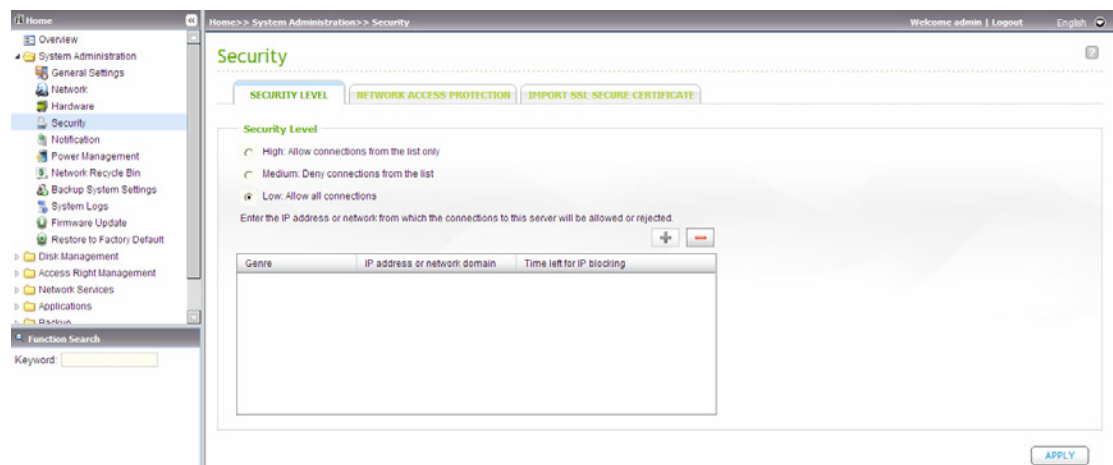 Home
Home>> System Administration>> Security
Welcome admin | Logout
English
Overview
System Administration
General Settings
Network
Hardware
Security
Notification
Power Management
Network Recycle Bin
Backup System Settings
System Logs
Firmware Update
Restore to Factory Default
Disk Management
Access Right Management
Network Services
Applications
Backup
Function Search
Keyword:
Security
?
SECURITY LEVEL
NETWORK ACCESS PROTECTION
IMPORT SSL SECURE CERTIFICATE
Security Level
High: Allow connections from the list only
Medium: Deny connections from the list
Low: Allow all connections
Enter the IP address or network from which the connections to this server will be allowed or rejected.
Genre
IP address or network domain
Time left for IP blocking
APPLY